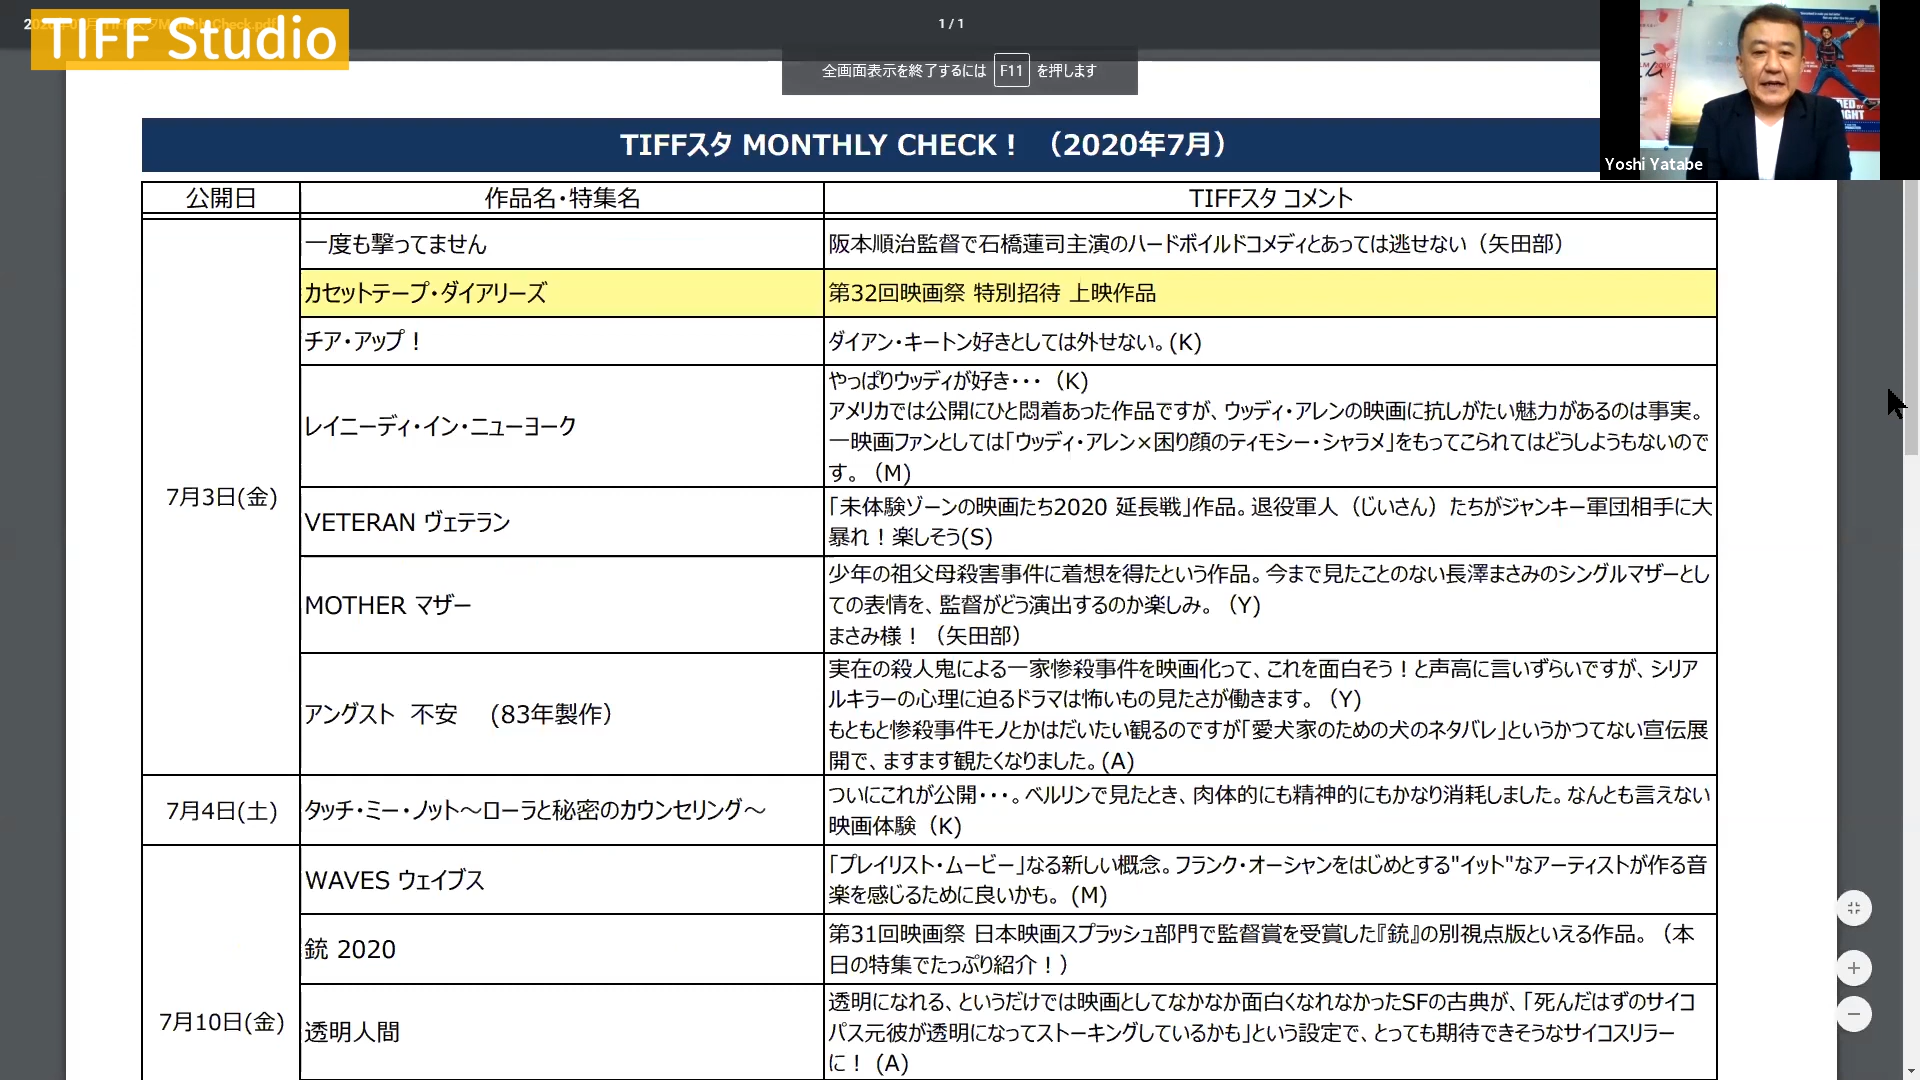 TIFF Studio
1 / 1
全画面表示を終了するには F11 を押します
Yoshi Yatabe
TIFFスタ MONTHLY CHECK！ （2020年7月）
公開日 作品名・特集名 TIFFスタ コメント
7月3日(金)
一度も撃ってません
阪本順治監督で石橋蓮司主演のハードボイルドコメディとあっては逃せない（矢田部）
カセットテープ・ダイアリーズ
第32回映画祭 特別招待 上映作品
チア・アップ！
ダイアン・キートン好きとしては外せない。(K)
レイニーデイ・イン・ニューヨーク
やっぱりウッディが好き・・・（K)
アメリカでは公開にひと悶着あった作品ですが、ウッディ・アレンの映画に抗しがたい魅力があるのは事実。
一映画ファンとしては「ウッディ・アレン×困り顔のティモシー・シャラメ」をもってこられてはどうしようもないので
す。（M)
VETERAN ヴェテラン
「未体験ゾーンの映画たち2020 延長戦」作品。退役軍人（じいさん）たちがジャンキー軍団相手に大
暴れ！楽しそう(S)
MOTHER マザー
少年の祖父母殺害事件に着想を得たという作品。今まで見たことのない長澤まさみのシングルマザーとし
ての表情を、監督がどう演出するのか楽しみ。（Y)
まさみ様！（矢田部）
アングスト 不安 (83年製作）
実在の殺人鬼による一家惨殺事件を映画化って、これを面白そう！と声高に言いずらいですが、シリア
ルキラーの心理に迫るドラマは怖いもの見たさが働きます。（Y)
もともと惨殺事件モノとかはだいたい観るのですが「愛犬家のための犬のネタバレ」というかつてない宣伝展
開で、ますます観たくなりました。(A)
7月4日(土)
タッチ・ミー・ノット～ローラと秘密のカウンセリング～
ついにこれが公開・・・。ベルリンで見たとき、肉体的にも精神的にもかなり消耗しました。なんとも言えない
映画体験（K)
7月10日(金)
WAVES ウェイブス
「プレイリスト・ムービー」なる新しい概念。フランク・オーシャンをはじめとする"イット"なアーティストが作る音
楽を感じるために良いかも。(M)
銃 2020
第31回映画祭 日本映画スプラッシュ部門で監督賞を受賞した『銃』の別視点版といえる作品。（本
日の特集でたっぷり紹介！）
透明人間
透明になれる、というだけでは映画としてなかなか面白くなれなかったSFの古典が、「死んだはずのサイコ
パス元彼が透明になってストーキングしているかも」という設定で、とっても期待できそうなサイコスリラー
に！(A)